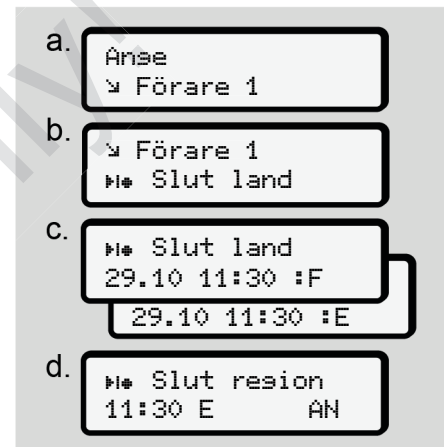 a.
Ange
↘ Förare 1
b.
↘ Förare 1
Slut land
c.
Slut land
29.10 11:30 :F
29.10 11:30 :E
d.
Slut region
11:30 E AN